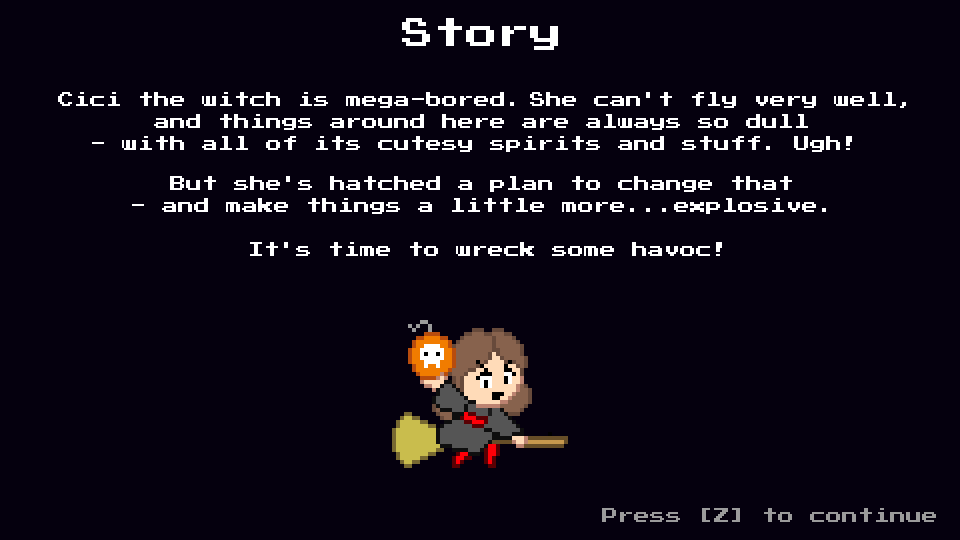 Story
Cici the witch is mega-bored. She can't fly very well,
and things around here are always so dull
- with all of its cutesy spirits and stuff. Ugh!
But she's hatched a plan to change that
- and make things a little more...explosive.
It's time to wreck some havoc!
Press [Z] to continue